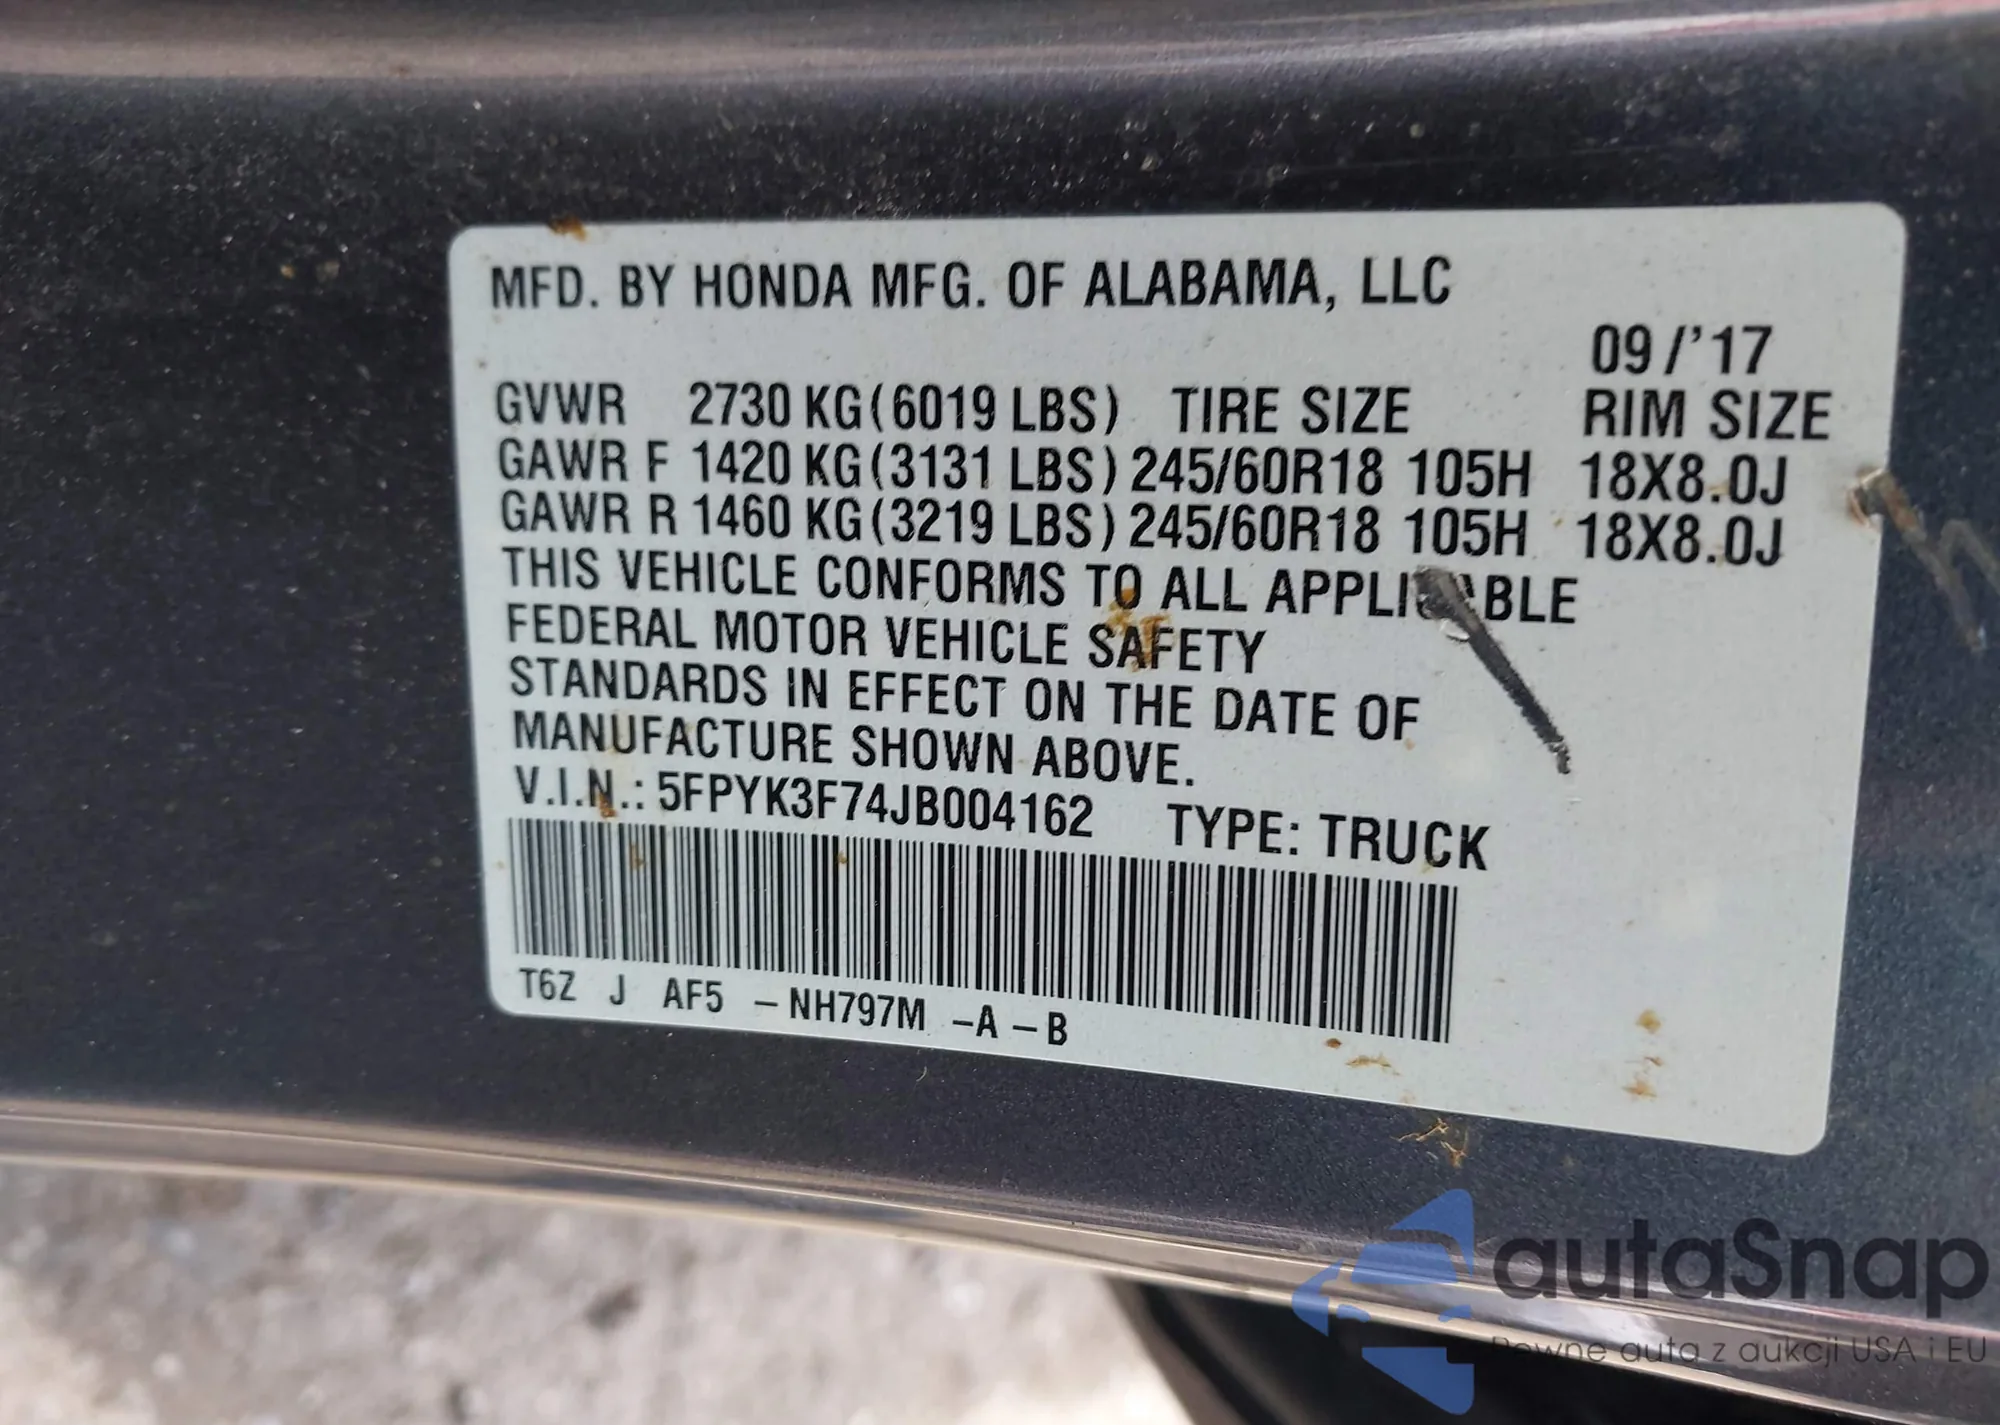 MFD. BY HONDA MFG. OF ALABAMA, LLC
09/'17
GVWR 2730 KG(6019 LBS) TIRE SIZE RIM SIZE
GAWR F 1420 KG(3131 LBS) 245/60R18 105H 18X8.0J
GAWR R 1460 KG(3219 LBS) 245/60R18 105H 18X8.0J
THIS VEHICLE CONFORMS TO ALL APPLICABLE
FEDERAL MOTOR VEHICLE SAFETY
STANDARDS IN EFFECT ON THE DATE OF
MANUFACTURE SHOWN ABOVE.
V.I.N.: 5FPYK3F74JB004162 TYPE: TRUCK
T6Z J AF5 -NH797M -A -B
autaSnap
Pewne auta z aukcji USA i EU